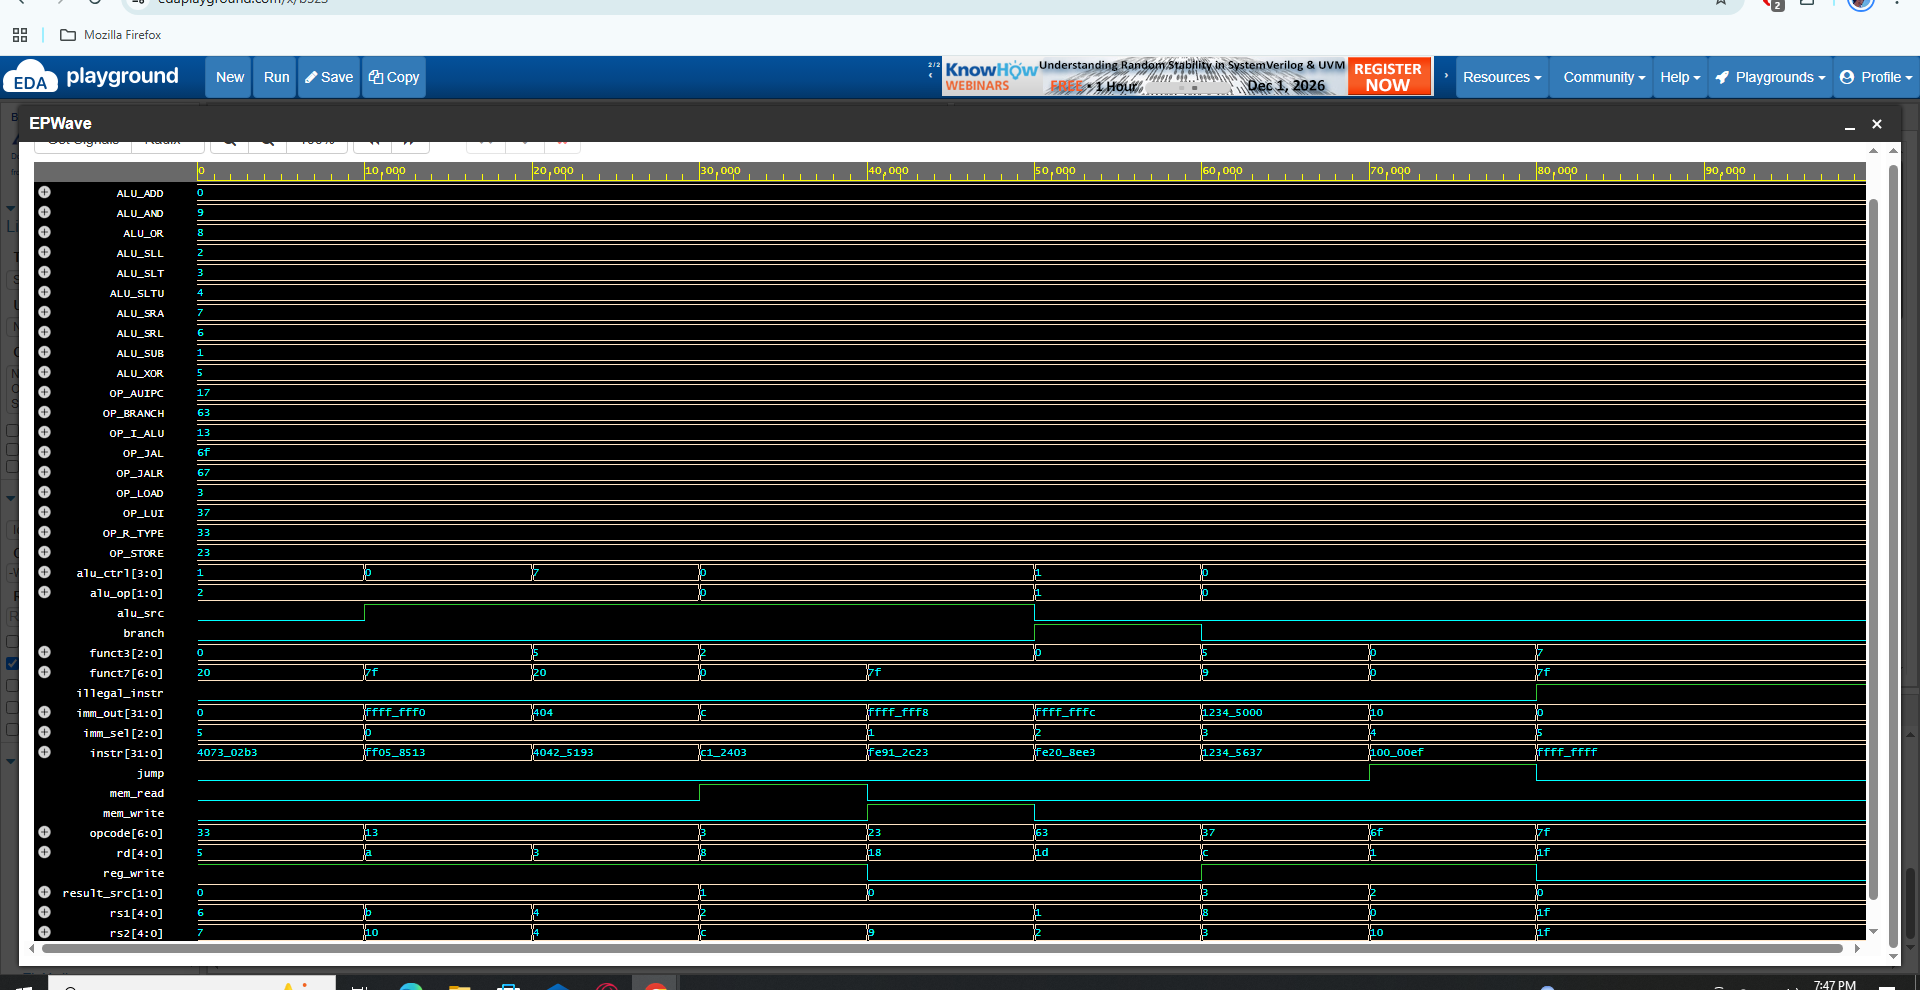 Mozilla Firefox
EDA playground New Run Save Copy
2/2 KnowHow WEBINARS Understanding Random Stability in SystemVerilog & UVM FREE • 1 Hour Dec 1, 2026 REGISTER NOW
Resources Community Help Playgrounds Profile
EPWave
0 10,000 20,000 30,000 40,000 50,000 60,000 70,000 80,000 90,000
ALU_ADD 0
ALU_AND 9
ALU_OR 8
ALU_SLL 2
ALU_SLT 3
ALU_SLTU 4
ALU_SRA 7
ALU_SRL 6
ALU_SUB 1
ALU_XOR 5
OP_AUIPC 17
OP_BRANCH 63
OP_I_ALU 13
OP_JAL 6f
OP_JALR 67
OP_LOAD 3
OP_LUI 37
OP_R_TYPE 33
OP_STORE 23
alu_ctrl[3:0] 1 0 7 0 1 0
alu_op[1:0] 2 0 1 0
alu_src
branch
funct3[2:0] 0 5 2 0 5 0 7
funct7[6:0] 20 7f 20 0 7f 9 0 7f
illegal_instr
imm_out[31:0] 0 ffff_fff0 404 c ffff_fff8 ffff_fffc 1234_5000 10 0
imm_sel[2:0] 5 0 1 2 3 4 5
instr[31:0] 4073_02b3 ff05_8513 4042_5193 c1_2403 fe91_2c23 fe20_8ee3 1234_5637 100_00ef ffff_ffff
jump
mem_read
mem_write
opcode[6:0] 33 13 3 23 63 37 6f 7f
rd[4:0] 5 a 3 8 18 1d c 1 1f
reg_write
result_src[1:0] 0 1 0 3 2 0
rs1[4:0] 6 b 4 2 1 8 0 1f
rs2[4:0] 7 10 4 c 9 2 3 10 1f
7:47 PM